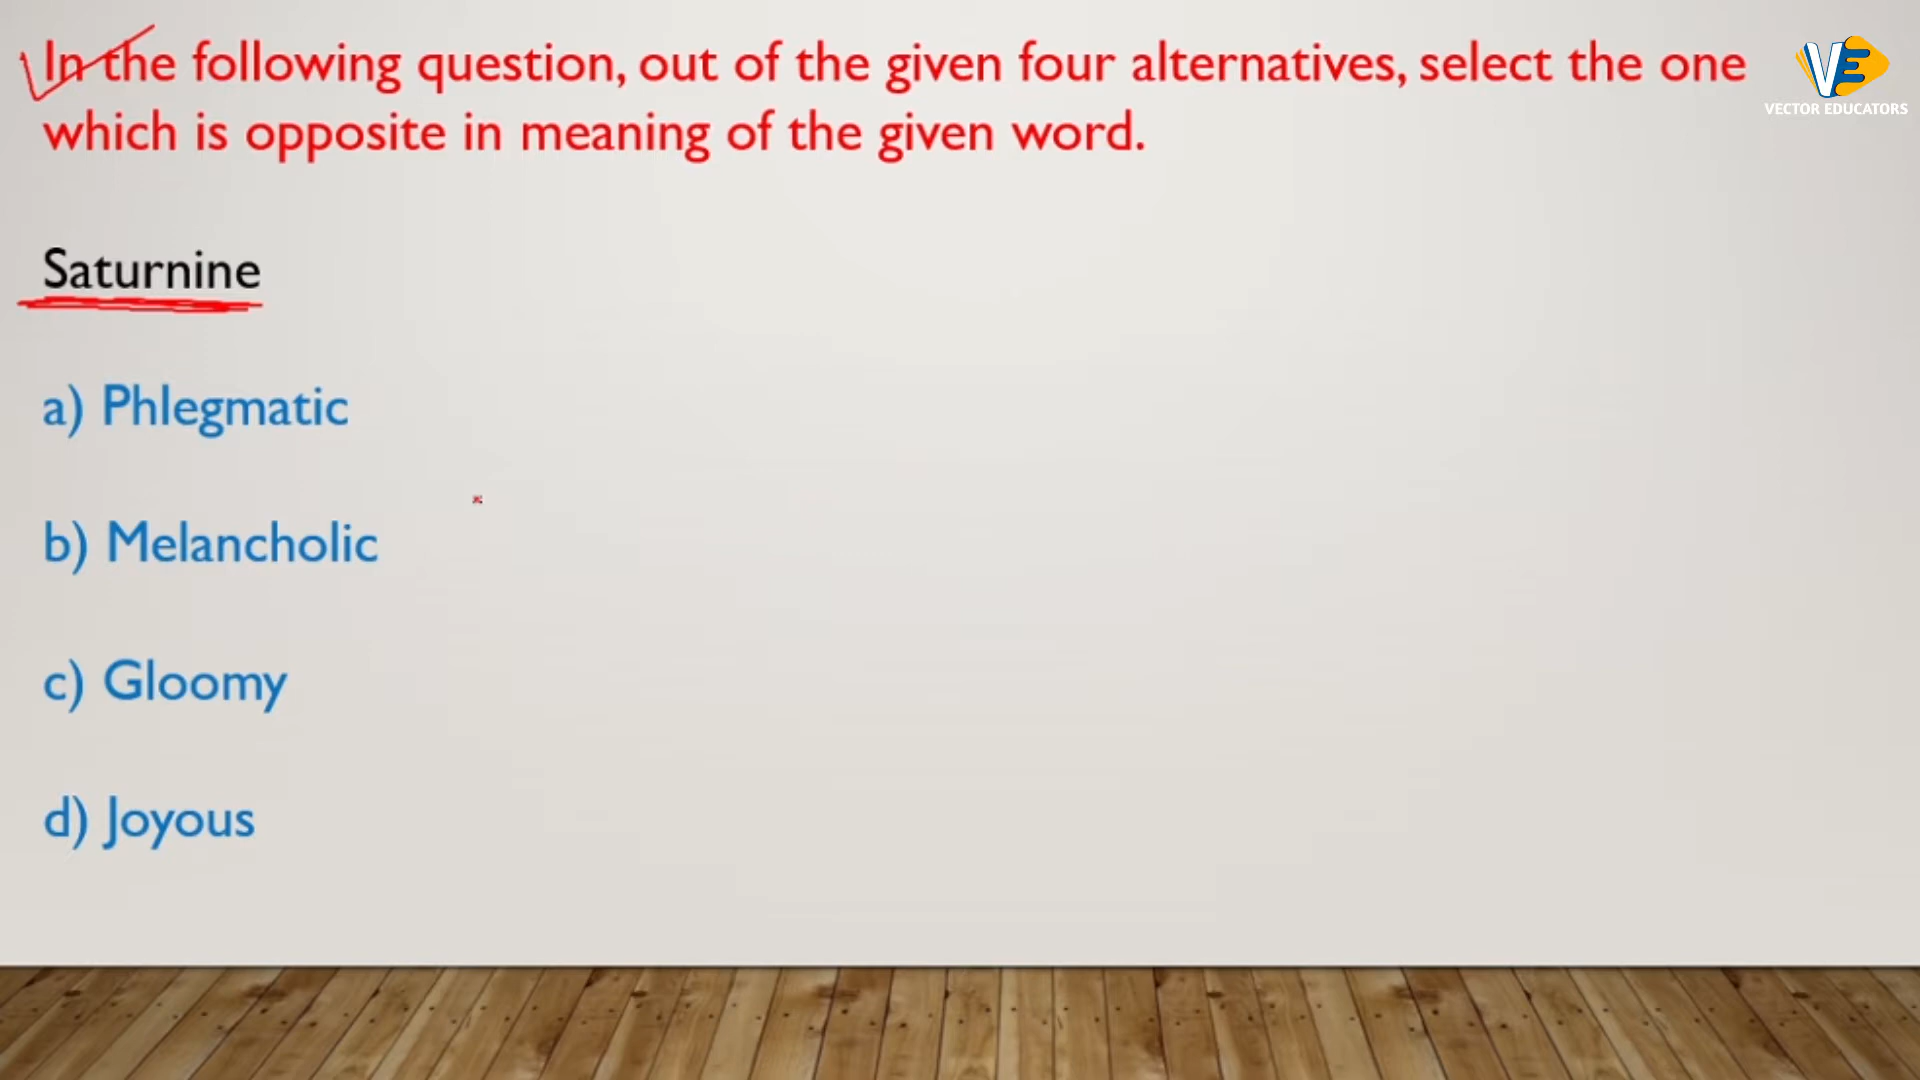 In the following question, out of the given four alternatives, select the one
which is opposite in meaning of the given word.
VE
VECTOR EDUCATORS
Saturnine
a) Phlegmatic
b) Melancholic
c) Gloomy
d) Joyous